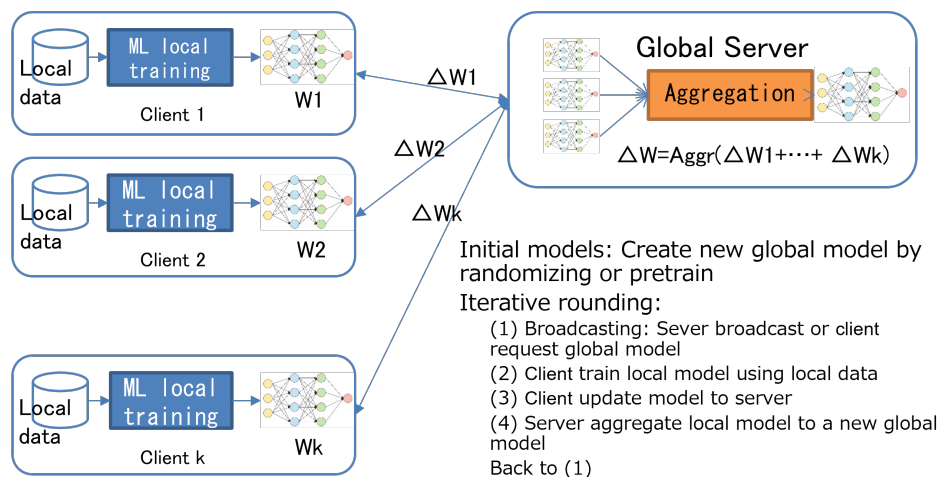 Local
data
ML local
training
W1
Client 1
△W1
Global Server
Aggregation
△W=Aggr(△W1+…+ △Wk)
Local
data
ML local
training
W2
Client 2
△W2
△Wk
Local
data
ML local
training
Wk
Client k
Initial models: Create new global model by
randomizing or pretrain
Iterative rounding:
(1) Broadcasting: Sever broadcast or client
request global model
(2) Client train local model using local data
(3) Client update model to server
(4) Server aggregate local model to a new global
model
Back to (1)